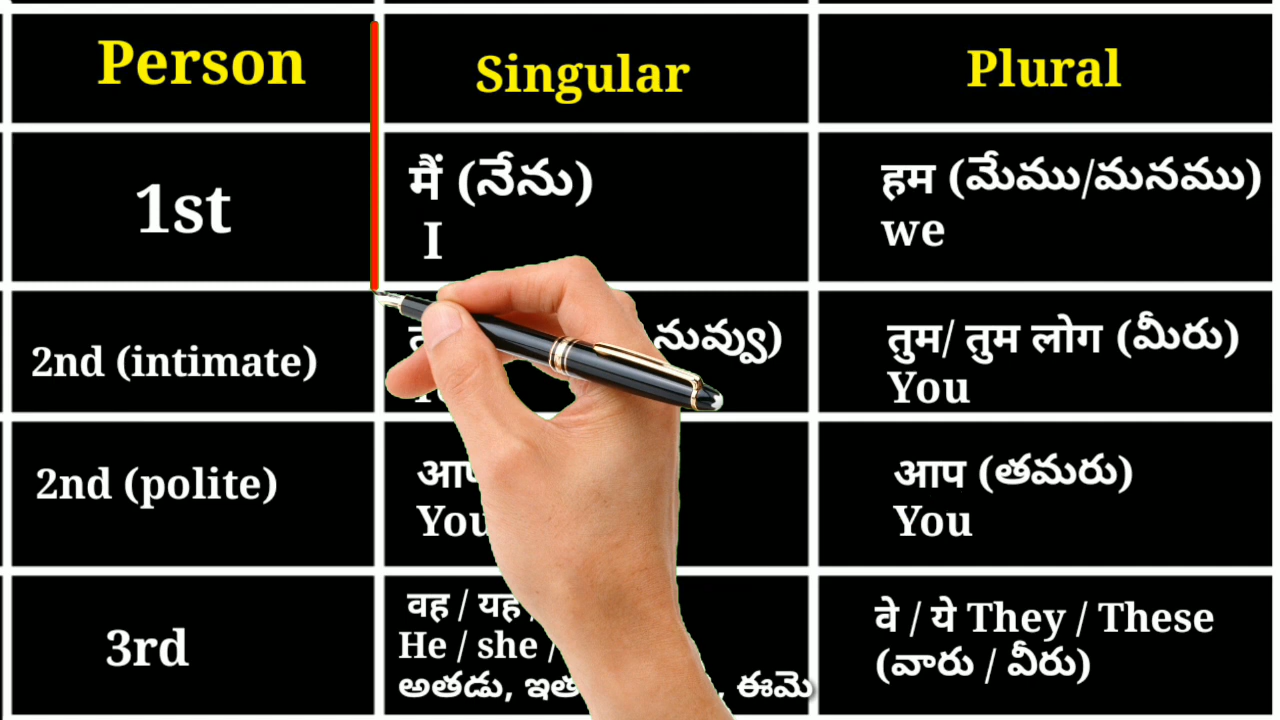 Person
Singular
Plural
1st
मैं (నేను)
I
हम (మేము/మనము)
we
2nd (intimate)
నువ్వు)
तुम/ तुम लोग (మీరు)
You
2nd (polite)
You
आप (తమరు)
You
3rd
वह / यह
He / she /
అతడు, ఈమె
वे / ये They / These
(వారు / వీరు)